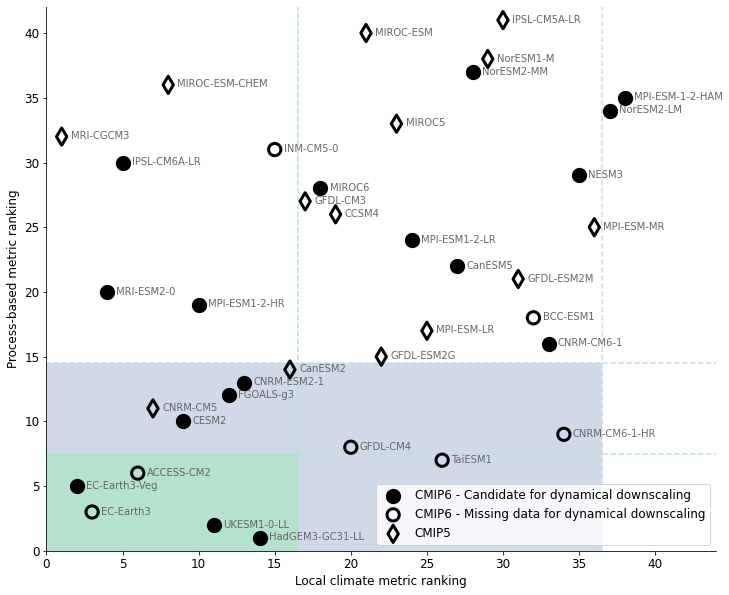 40
35
30
25
20
15
10
5
0
Process-based metric ranking
IPSL-CM5A-LR
MIROC-ESM
NorESM1-M
NorESM2-MM
MIROC-ESM-CHEM
MPI-ESM-1-2-HAM
NorESM2-LM
MIROC5
MRI-CGCM3
INM-CM5-0
IPSL-CM6A-LR
NESM3
MIROC6
GFDL-CM3
CCSM4
MPI-ESM-MR
MPI-ESM1-2-LR
CanESM5
GFDL-ESM2M
MRI-ESM2-0
MPI-ESM1-2-HR
BCC-ESM1
MPI-ESM-LR
CNRM-CM6-1
GFDL-ESM2G
CanESM2
CNRM-ESM2-1
FGOALS-g3
CNRM-CM5
CESM2
CNRM-CM6-1-HR
GFDL-CM4
TaiESM1
ACCESS-CM2
EC-Earth3-Veg
EC-Earth3
UKESM1-0-LL
HadGEM3-GC31-LL
CMIP6 - Candidate for dynamical downscaling
CMIP6 - Missing data for dynamical downscaling
CMIP5
0 5 10 15 20 25 30 35 40
Local climate metric ranking